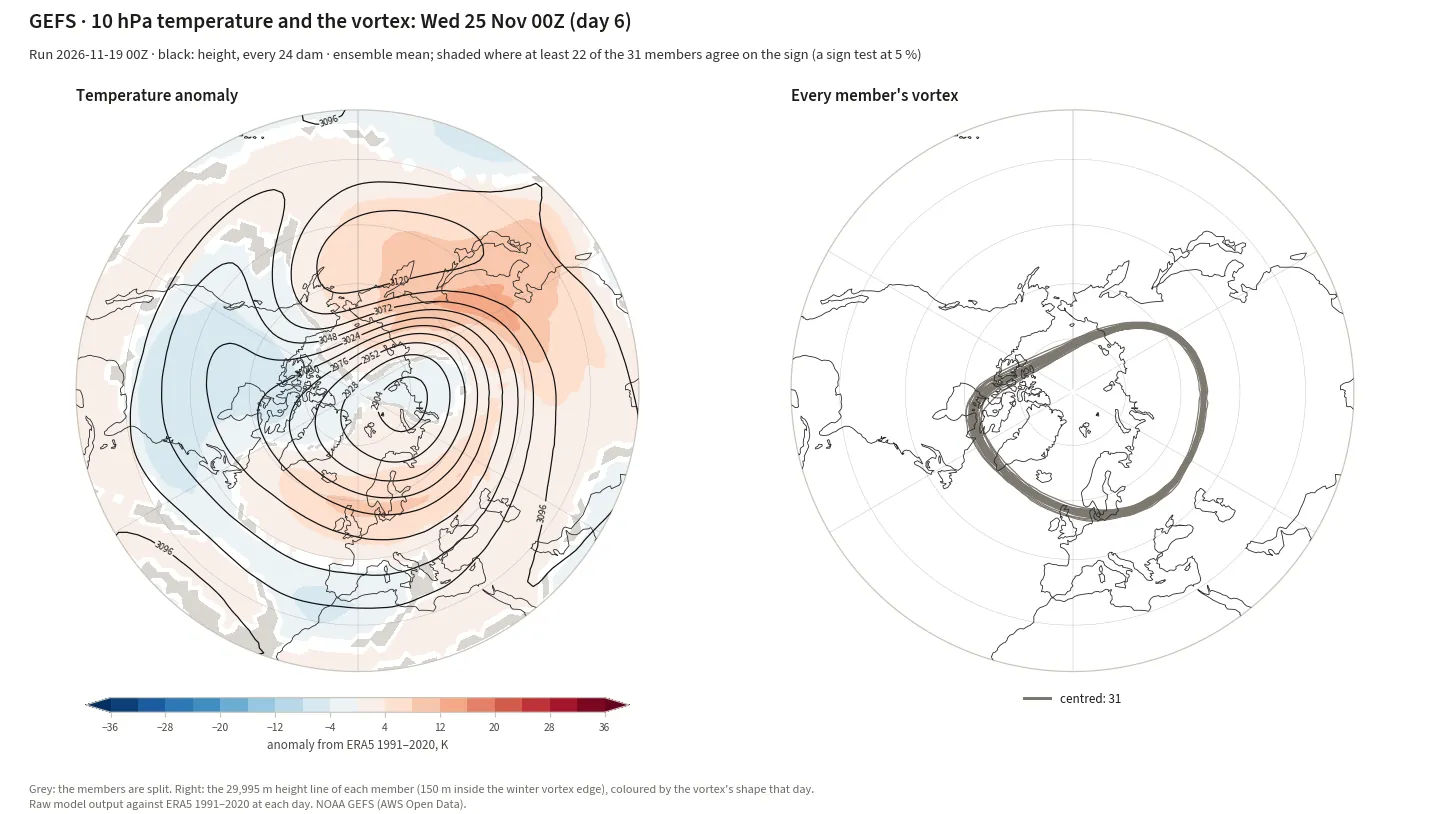 GEFS · 10 hPa temperature and the vortex: Wed 25 Nov 00Z (day 6)
Run 2026-11-19 00Z · black: height, every 24 dam · ensemble mean; shaded where at least 22 of the 31 members agree on the sign (a sign test at 5 %)
Temperature anomaly
Every member's vortex
3096
3120
3072
3048
3024
2976
2952
2928
2904
3096
3096
centred: 31
−36
−28
−20
−12
−4
4
12
20
28
36
anomaly from ERA5 1991–2020, K
Grey: the members are split. Right: the 29,995 m height line of each member (150 m inside the winter vortex edge), coloured by the vortex's shape that day.
Raw model output against ERA5 1991–2020 at each day. NOAA GEFS (AWS Open Data).